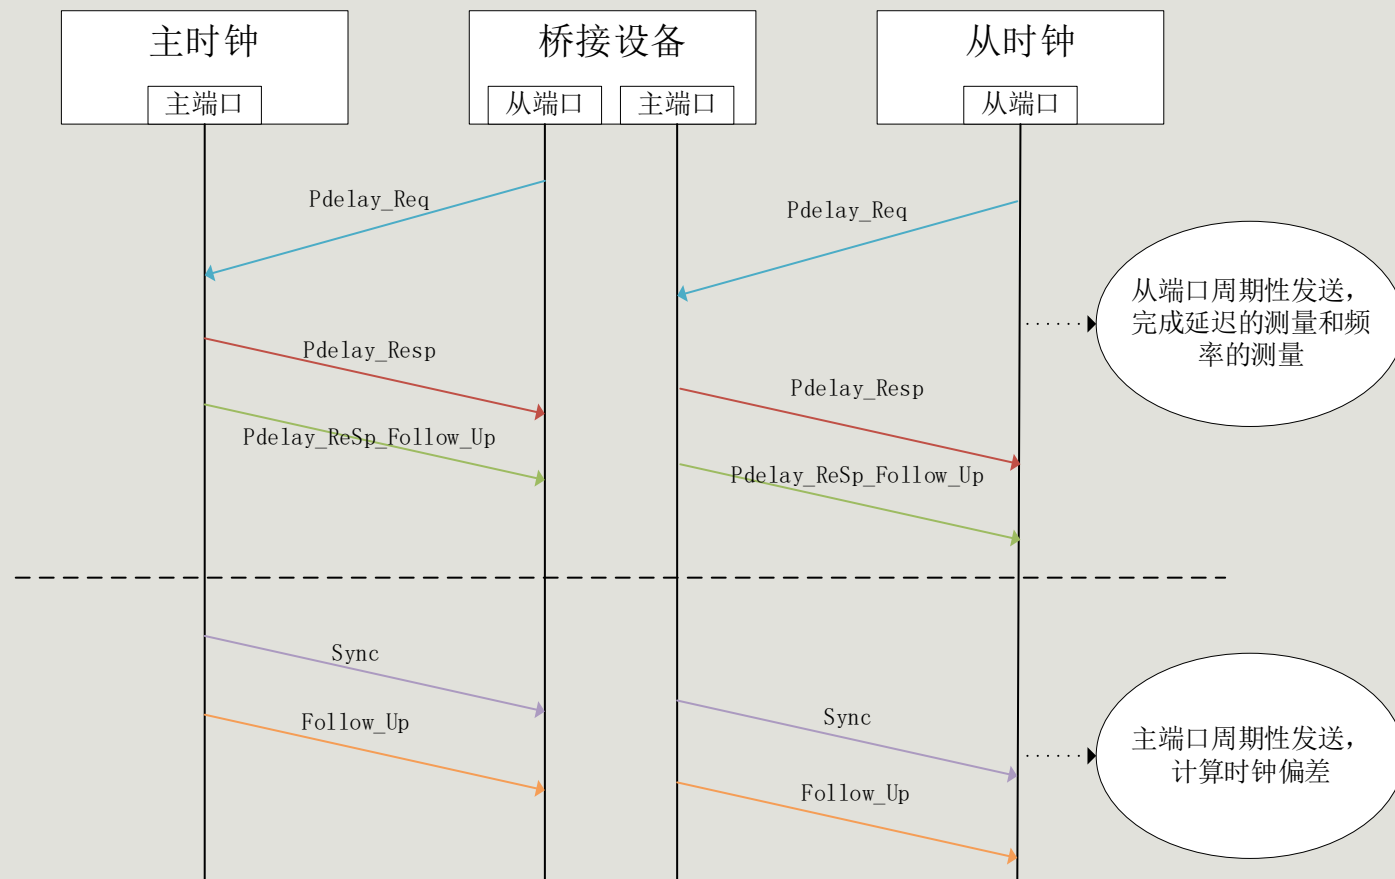 主时钟
桥接设备
从时钟
主端口
从端口
主端口
从端口
Pdelay_Req
Pdelay_Req
从端口周期性发送，
完成延迟的测量和频
率的测量
Pdelay_Resp
Pdelay_Resp
Pdelay_ReSp_Follow_Up
Pdelay_ReSp_Follow_Up
Sync
Sync
Follow_Up
主端口周期性发送，
计算时钟偏差
Follow_Up